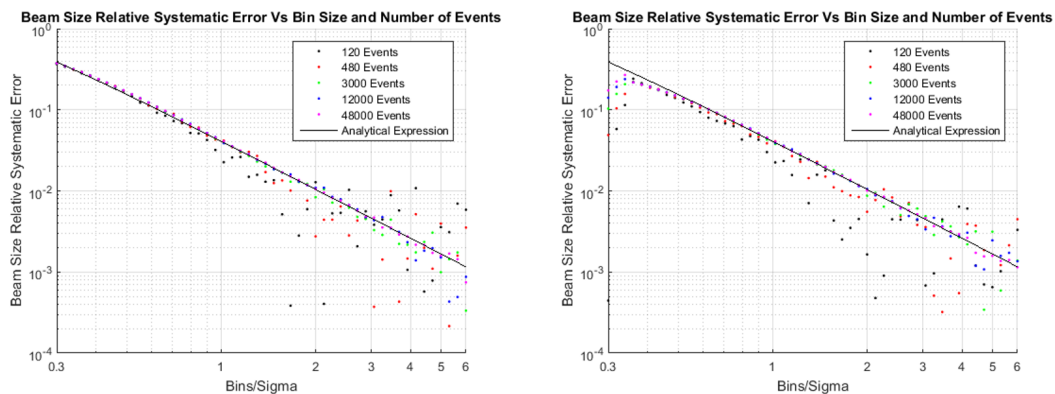 Beam Size Relative Systematic Error Vs Bin Size and Number of Events
Beam Size Relative Systematic Error
10^0
10^-1
10^-2
10^-3
10^-4
120 Events
480 Events
3000 Events
12000 Events
48000 Events
Analytical Expression
0.3 1 2 3 4 5 6
Bins/Sigma
Beam Size Relative Systematic Error Vs Bin Size and Number of Events
Beam Size Relative Systematic Error
10^0
10^-1
10^-2
10^-3
10^-4
120 Events
480 Events
3000 Events
12000 Events
48000 Events
Analytical Expression
0.3 1 2 3 4 5 6
Bins/Sigma